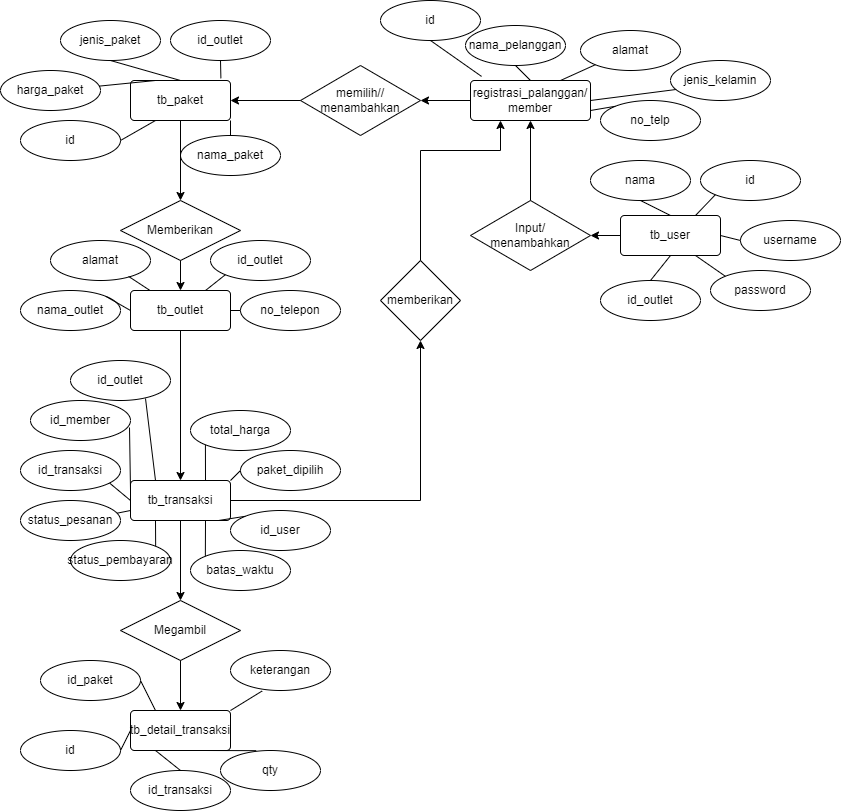 id
jenis_paket
id_outlet
nama_pelanggan
alamat
harga_paket
tb_paket
memilih//
menambahkan
registrasi_palanggan/
member
jenis_kelamin
no_telp
id
nama_paket
nama
id
Memberikan
Input/
menambahkan
tb_user
username
alamat
id_outlet
id_outlet
password
nama_outlet
tb_outlet
no_telepon
memberikan
id_outlet
id_member
total_harga
id_transaksi
paket_dipilih
tb_transaksi
status_pesanan
id_user
status_pembayaran
batas_waktu
Megambil
id_paket
keterangan
tb_detail_transaksi
id
qty
id_transaksi